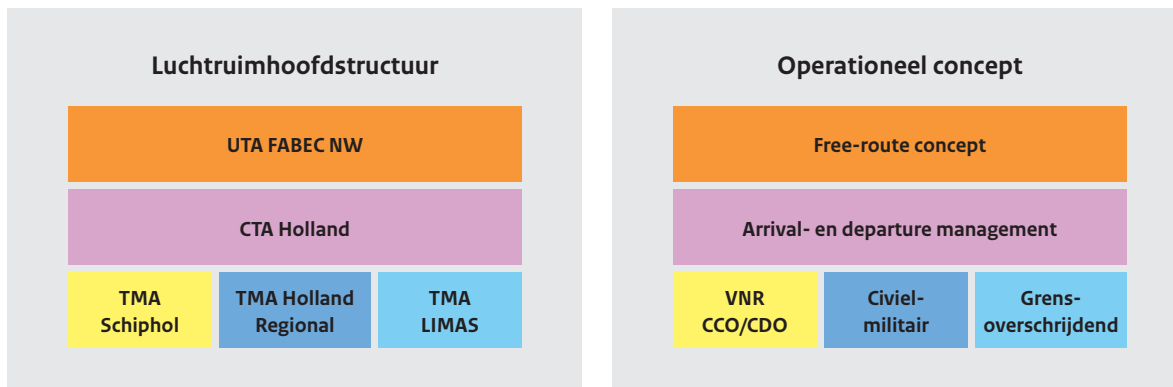 Luchtruimhoofdstructuur
UTA FABEC NW
CTA Holland
TMA
Schiphol
TMA Holland
Regional
TMA
LIMAS
Operationeel concept
Free-route concept
Arrival- en departure management
VNR
CCO/CDO
Civiel-
militair
Grens-
overschrijdend